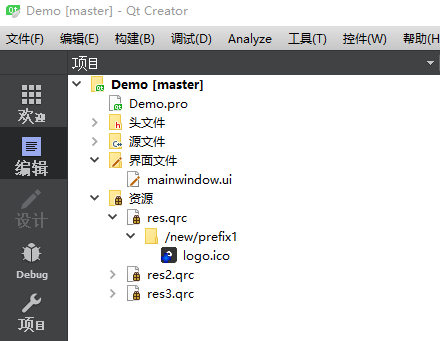 Demo [master] - Qt Creator
文件(F) 编辑(E) 构建(B) 调试(D) Analyze 工具(T) 控件(W) 帮助(H
项目
欢迎
编辑
设计
Debug
项目
Demo [master]
Demo.pro
头文件
源文件
界面文件
mainwindow.ui
资源
res.qrc
/new/prefix1
logo.ico
res2.qrc
res3.qrc